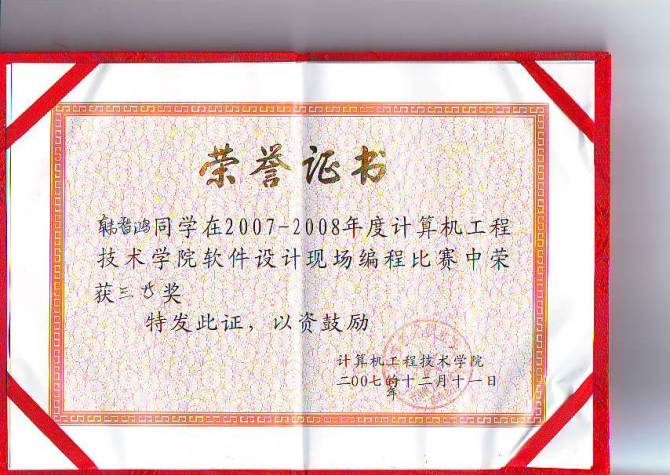 荣誉证书
同学在2007-2008年度计算机工程
技术学院软件设计现场编程比赛中荣
获三等奖
特发此证，以资鼓励
计算机工程技术学院
二00七年十二月十一日